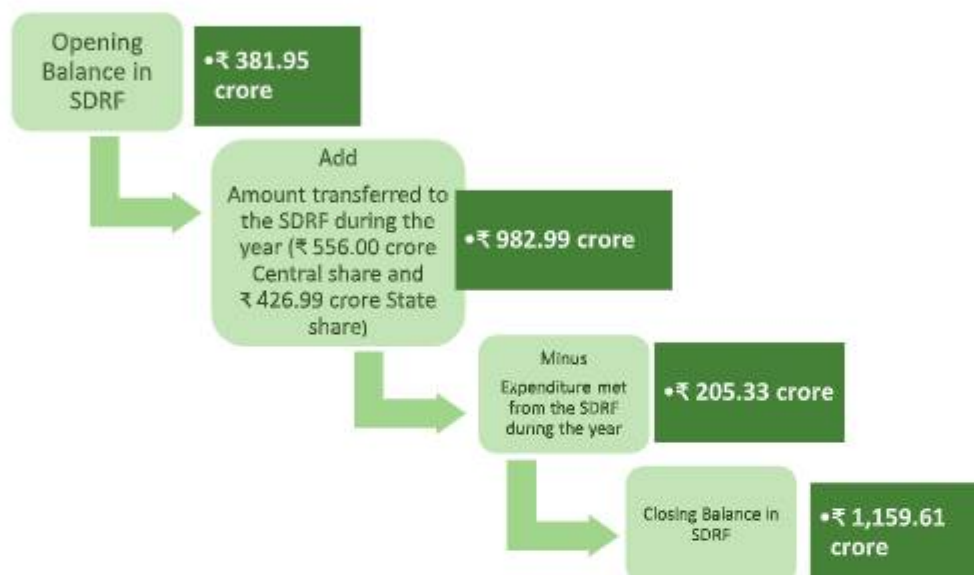 Opening
Balance in
SDRF
•₹ 381.95
crore
Add
Amount transferred to
the SDRF during the
year (₹ 556.00 crore
Central share and
₹ 426.99 crore State
share)
•₹ 982.99 crore
Minus
Expenditure met
from the SDRF
during the year
•₹ 205.33 crore
Closing Balance in
SDRF
•₹ 1,159.61
crore